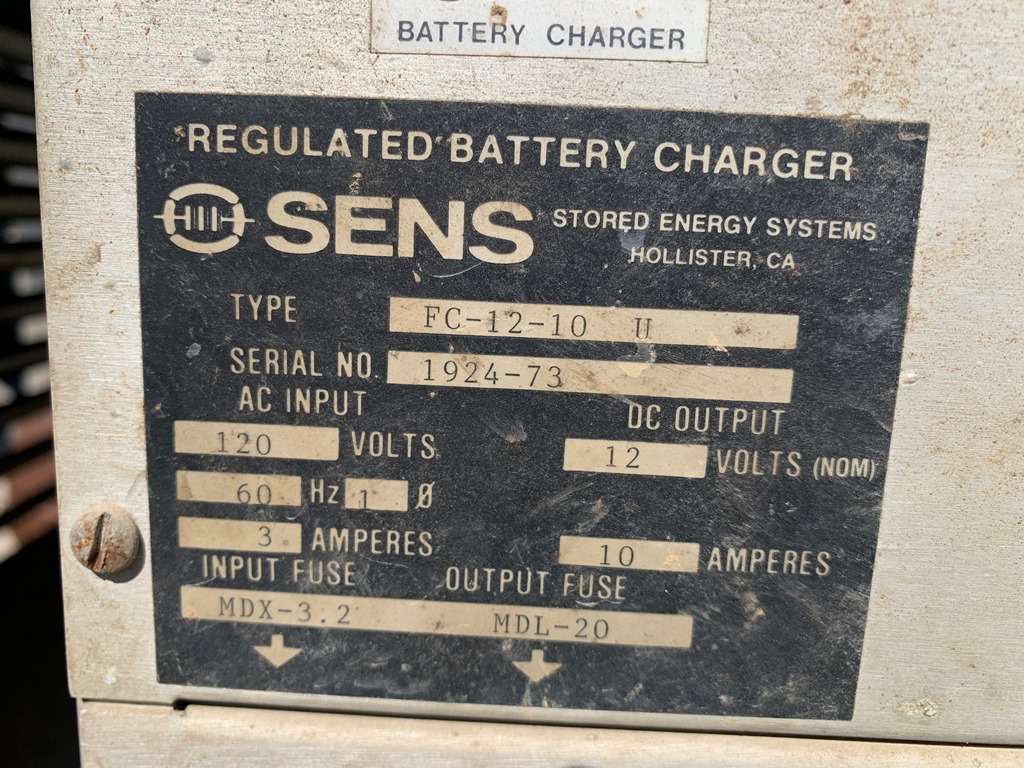 BATTERY CHARGER
REGULATED BATTERY CHARGER
SENS STORED ENERGY SYSTEMS
HOLLISTER, CA
TYPE FC-12-10 U
SERIAL NO. 1924-73
AC INPUT DC OUTPUT
120 VOLTS 12 VOLTS (NOM)
60 Hz 1 Ø
3 AMPERES 10 AMPERES
INPUT FUSE OUTPUT FUSE
MDX-3.2 MDL-20